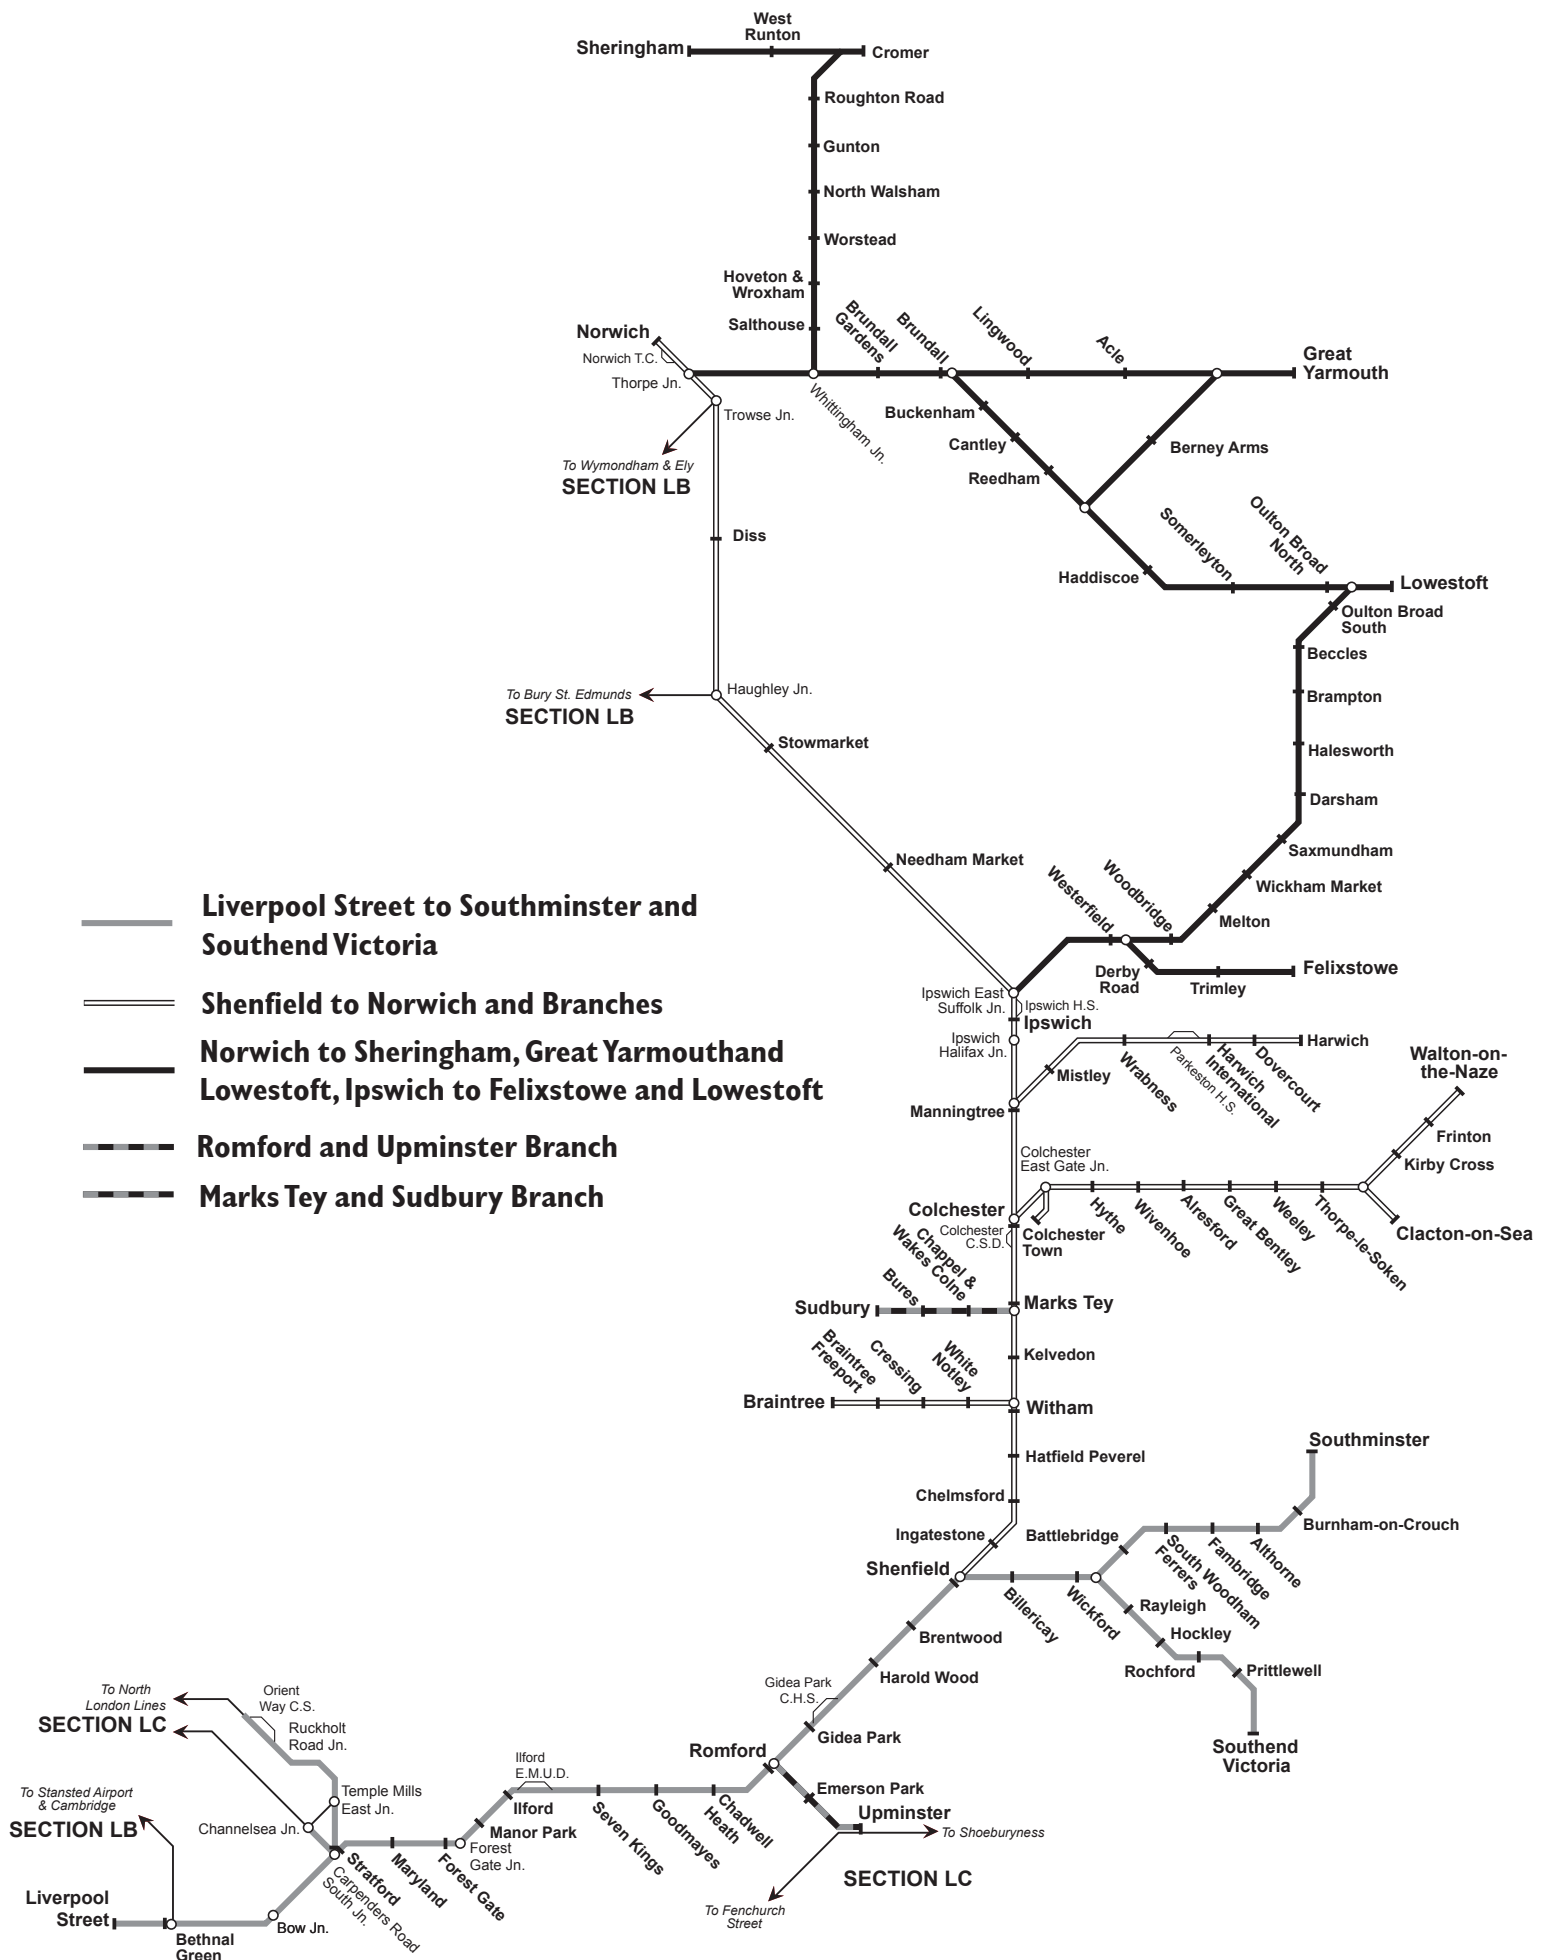 West
Runton
Sheringham
Cromer
Roughton Road
Gunton
North Walsham
Worstead
Hoveton &
Wroxham
Salthouse
Brundall
Gardens
Brundall
Lingwood
Acle
Great
Yarmouth
Norwich
Norwich T.C.
Thorpe Jn.
Trowse Jn.
Whittingham Jn.
To Wymondham & Ely
SECTION LB
Buckenham
Cantley
Reedham
Berney Arms
Diss
Somerleyton
Oulton Broad
North
Haddiscoe
Lowestoft
Oulton Broad
South
Beccles
Brampton
Halesworth
Darsham
Saxmundham
Wickham Market
Melton
To Bury St. Edmunds
SECTION LB
Haughley Jn.
Stowmarket
Needham Market
Westerfield
Woodbridge
Derby
Road
Trimley
Felixstowe
Liverpool Street to Southminster and
Southend Victoria
Shenfield to Norwich and Branches
Norwich to Sheringham, Great Yarmouthand
Lowestoft, Ipswich to Felixstowe and Lowestoft
Romford and Upminster Branch
Marks Tey and Sudbury Branch
Ipswich East
Suffolk Jn.
Ipswich H.S.
Ipswich
Ipswich
Halifax Jn.
Mistley
Wrabness
Parkeston H.S.
Harwich
International
Dovercourt
Harwich
Manningtree
Walton-on-
the-Naze
Frinton
Kirby Cross
Colchester
East Gate Jn.
Colchester
Colchester
C.S.D.
Colchester
Town
Hythe
Wivenhoe
Alresford
Great Bentley
Weeley
Thorpe-le-Soken
Clacton-on-Sea
Chappel &
Wakes Colne
Bures
Sudbury
Marks Tey
Kelvedon
Braintree
Freeport
Cressing
White
Notley
Braintree
Witham
Hatfield Peverel
Chelmsford
Ingatestone
Shenfield
Battlebridge
Southminster
Burnham-on-Crouch
South Woodham
Ferrers
Fambridge
Althorne
Billericay
Wickford
Rayleigh
Hockley
Rochford
Prittlewell
Southend
Victoria
Brentwood
Harold Wood
Gidea Park
C.H.S.
Gidea Park
Romford
Emerson Park
Upminster
To Shoeburyness
SECTION LC
To Fenchurch
Street
To North
London Lines
SECTION LC
Orient
Way C.S.
Ruckholt
Road Jn.
Temple Mills
East Jn.
Channelsea Jn.
To Stansted Airport
& Cambridge
SECTION LB
Ilford
E.M.U.D.
Ilford
Manor Park
Forest
Gate Jn.
Seven Kings
Goodmayes
Chadwell
Heath
Stratford
Carpenders Road
South Jn.
Maryland
Forest Gate
Liverpool
Street
Bethnal
Green
Bow Jn.